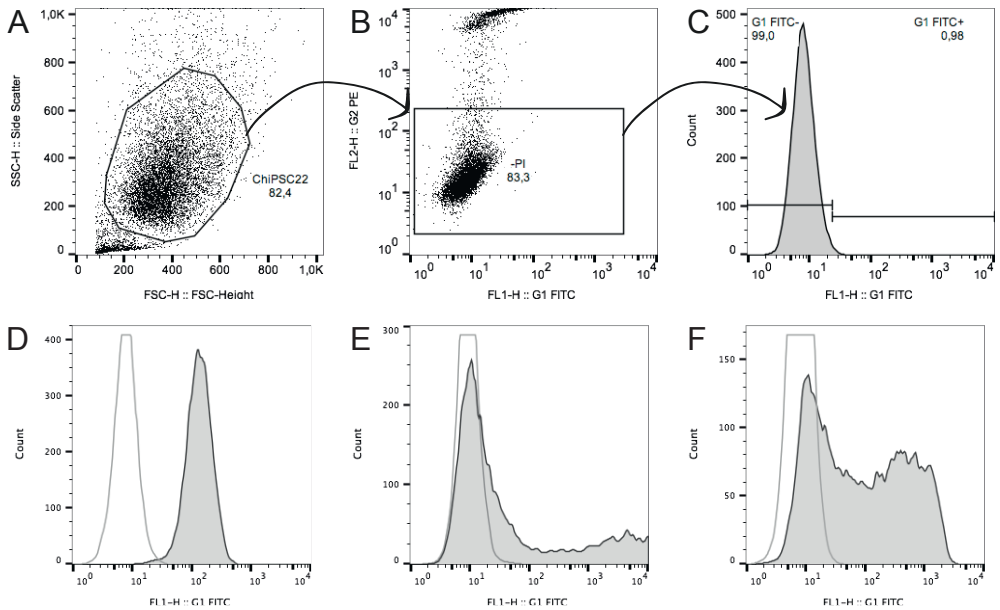 A
SSC-H :: Side Scatter
1,0K
800
600
400
200
0
ChiPSC22
82,4
0 200 400 600 800 1,0K
FSC-H :: FSC-Height
B
FL2-H :: G2 PE
10^4
10^3
10^2
10^1
10^0
-PI
83,3
10^0 10^1 10^2 10^3 10^4
FL1-H :: G1 FITC
C
Count
500
400
300
200
100
0
G1 FITC-
99,0
G1 FITC+
0,98
10^0 10^1 10^2 10^3 10^4
FL1-H :: G1 FITC
D
Count
400
300
200
100
0
10^0 10^1 10^2 10^3 10^4
FL1-H :: G1 FITC
E
Count
300
200
100
0
10^0 10^1 10^2 10^3 10^4
FL1-H :: G1 FITC
F
Count
150
100
50
0
10^0 10^1 10^2 10^3 10^4
FL1-H :: G1 FITC